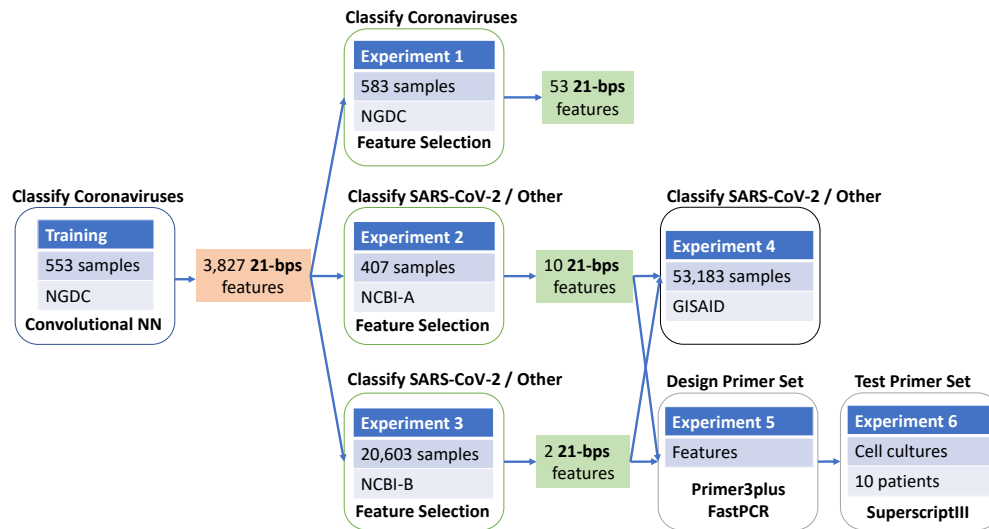 Classify Coronaviruses
Experiment 1
583 samples
NGDC
Feature Selection
53 21-bps
features
Classify Coronaviruses
Training
553 samples
NGDC
Convolutional NN
3,827 21-bps
features
Classify SARS-CoV-2 / Other
Experiment 2
407 samples
NCBI-A
Feature Selection
10 21-bps
features
Classify SARS-CoV-2 / Other
Experiment 4
53,183 samples
GISAID
Classify SARS-CoV-2 / Other
Experiment 3
20,603 samples
NCBI-B
Feature Selection
2 21-bps
features
Design Primer Set
Experiment 5
Features
Primer3plus
FastPCR
Test Primer Set
Experiment 6
Cell cultures
10 patients
SuperscriptIII